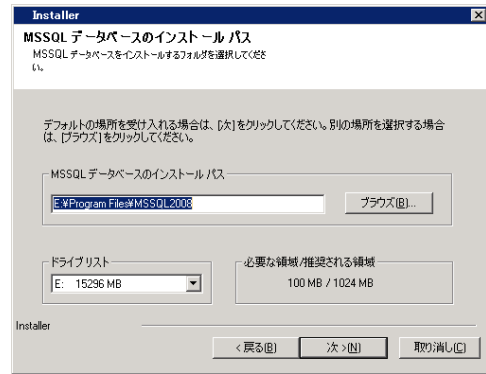 Installer
MSSQL データベースのインストール パス
MSSQL データベースをインストールするフォルダを選択してくださ
い。
デフォルトの場所を受け入れる場合は、[次]をクリックしてください。別の場所を選択する場合
は、[ブラウズ]をクリックしてください。
MSSQL データベースのインストール パス
E:¥Program Files¥MSSQL2008
ブラウズ(B)...
ドライブ リスト
必要な領域/推奨される領域
E: 15296 MB
100 MB / 1024 MB
Installer
< 戻る(B)
次 >(N)
取り消し(C)